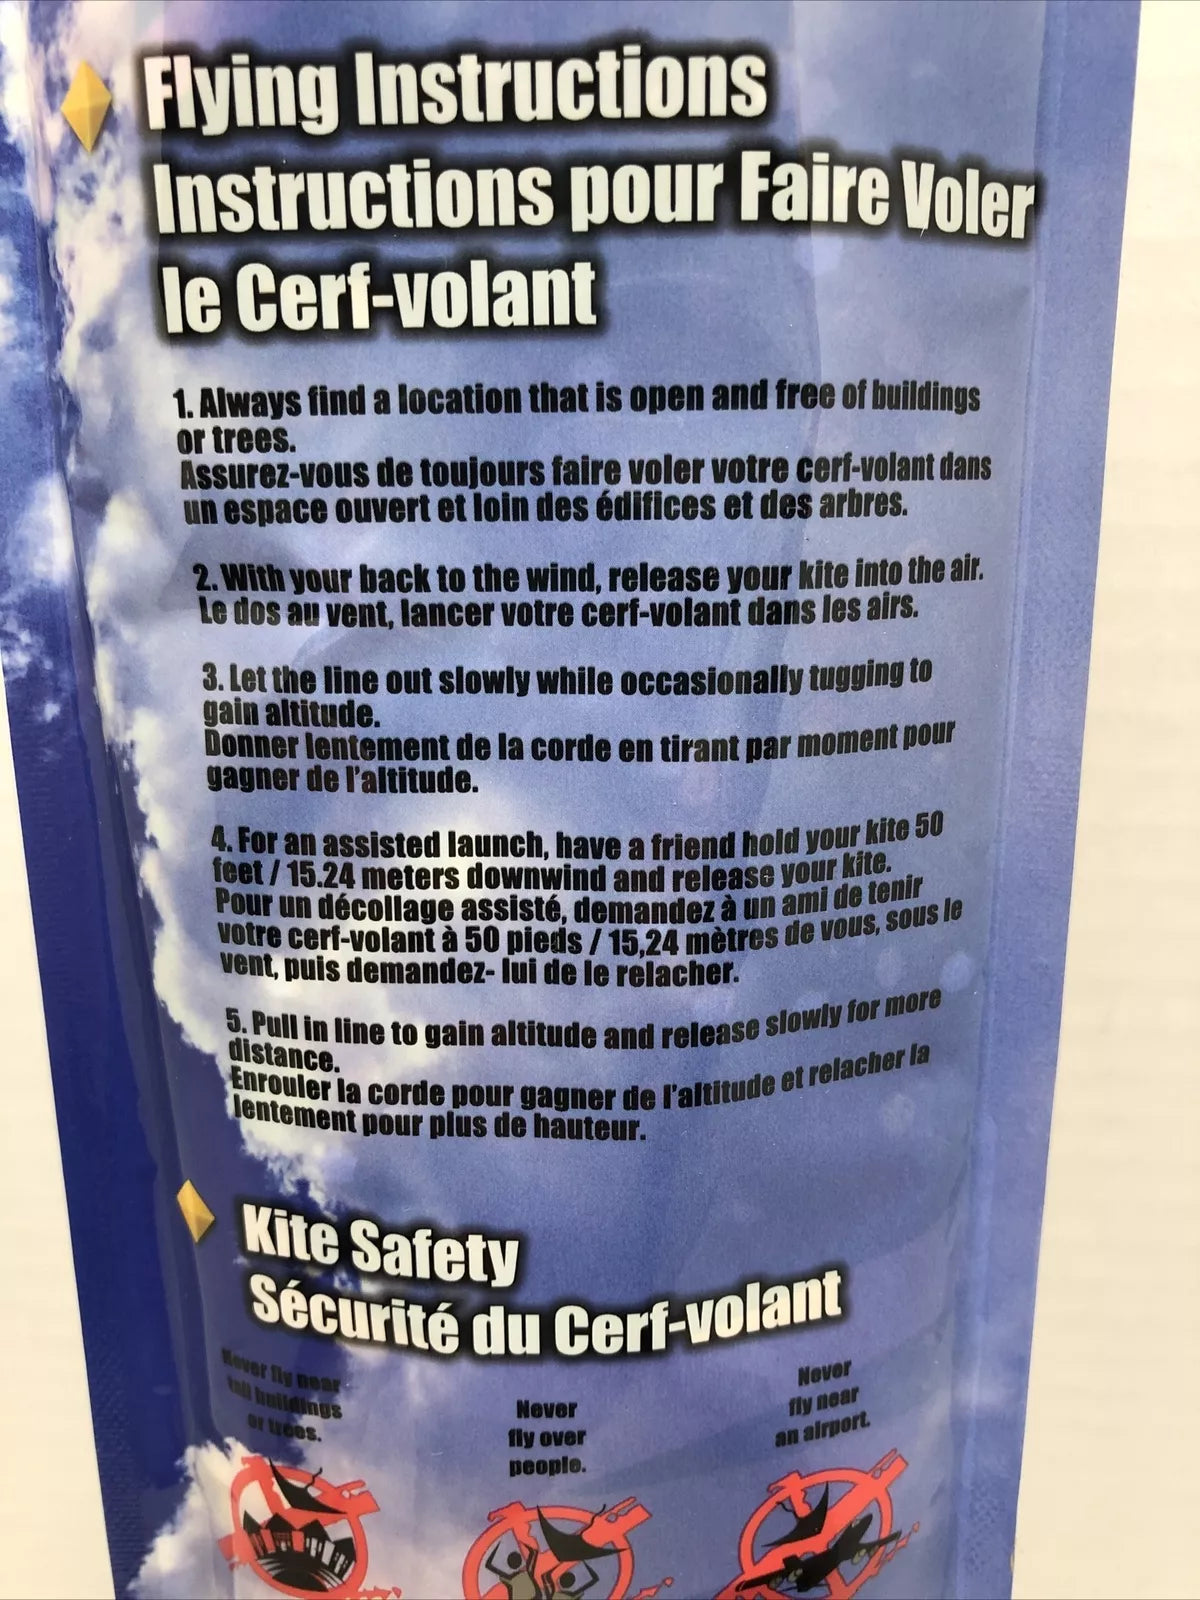 Flying Instructions
Instructions pour Faire Voler
le Cerf-volant
1. Always find a location that is open and free of buildings
or trees.
Assurez-vous de toujours faire voler votre cerf-volant dans
un espace ouvert et loin des édifices et des arbres.
2. With your back to the wind, release your kite into the air.
Le dos au vent, lancer votre cerf-volant dans les airs.
3. Let the line out slowly while occasionally tugging to
gain altitude.
Donner lentement de la corde en tirant par moment pour
gagner de l'altitude.
4. For an assisted launch, have a friend hold your kite 50
feet / 15.24 meters downwind and release your kite.
Pour un décollage assisté, demandez à un ami de tenir
votre cerf-volant à 50 pieds / 15,24 mètres de vous, sous le
vent, puis demandez- lui de le relacher.
5. Pull in line to gain altitude and release slowly for more
distance.
Enrouler la corde pour gagner de l'altitude et relacher la
lentement pour plus de hauteur.
Kite Safety
Sécurité du Cerf-volant
Never fly near
tall buildings
or trees.
Never
fly over
people.
Never
fly near
an airport.